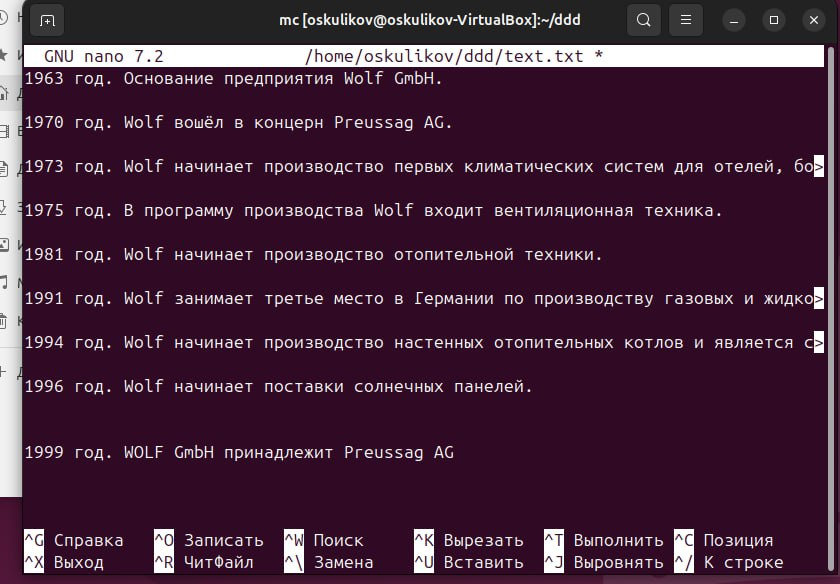 mc [oskulikov@oskulikov-VirtualBox]:~/ddd
GNU nano 7.2 /home/oskulikov/ddd/text.txt *
1963 год. Основание предприятия Wolf GmbH.
1970 год. Wolf вошёл в концерн Preussag AG.
1973 год. Wolf начинает производство первых климатических систем для отелей, бо>
1975 год. В программу производства Wolf входит вентиляционная техника.
1981 год. Wolf начинает производство отопительной техники.
1991 год. Wolf занимает третье место в Германии по производству газовых и жидко>
1994 год. Wolf начинает производство настенных отопительных котлов и является с>
1996 год. Wolf начинает поставки солнечных панелей.
1999 год. WOLF GmbH принадлежит Preussag AG
^G Справка ^O Записать ^W Поиск ^K Вырезать ^T Выполнить ^C Позиция
^X Выход ^R ЧитФайл ^\ Замена ^U Вставить ^J Выровнять ^/ К строке